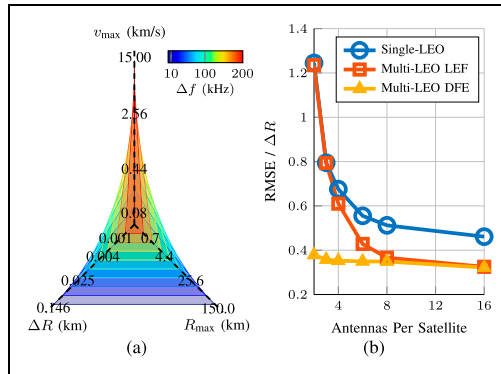 v_max (km/s)
15.00
2.56
0.44
0.08
0.001
0.7
0.004
4.4
0.025
25.6
0.146
150.0
ΔR (km)
R_max (km)
10 100 200
Δf (kHz)
(a)
Single-LEO
Multi-LEO LEF
Multi-LEO DFE
RMSE / ΔR
1.4
1.2
1
0.8
0.6
0.4
0.2
4 8 12 16
Antennas Per Satellite
(b)